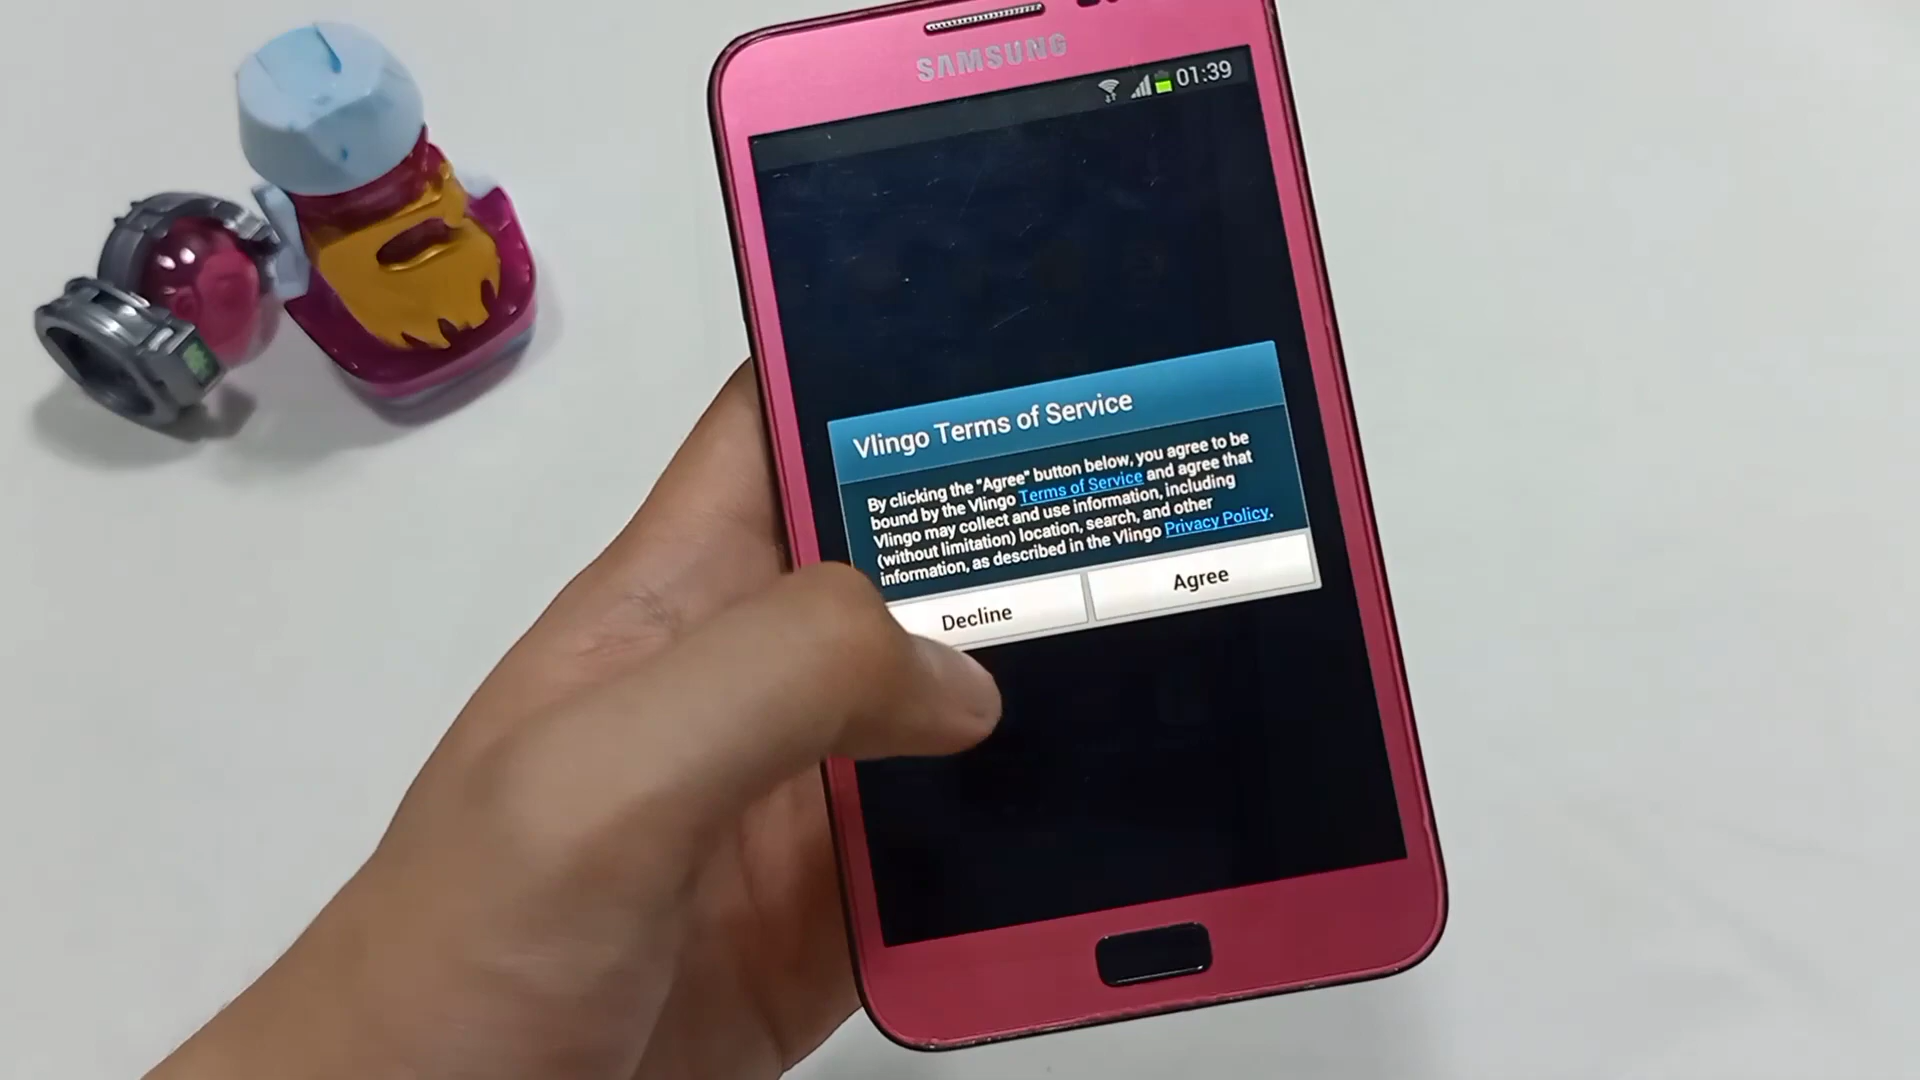 SAMSUNG
01:39
Vlingo Terms of Service
By clicking the "Agree" button below, you agree to be
bound by the Vlingo Terms of Service and agree that
Vlingo may collect and use information, including
(without limitation) location, search, and other
information, as described in the Vlingo Privacy Policy.
Decline
Agree